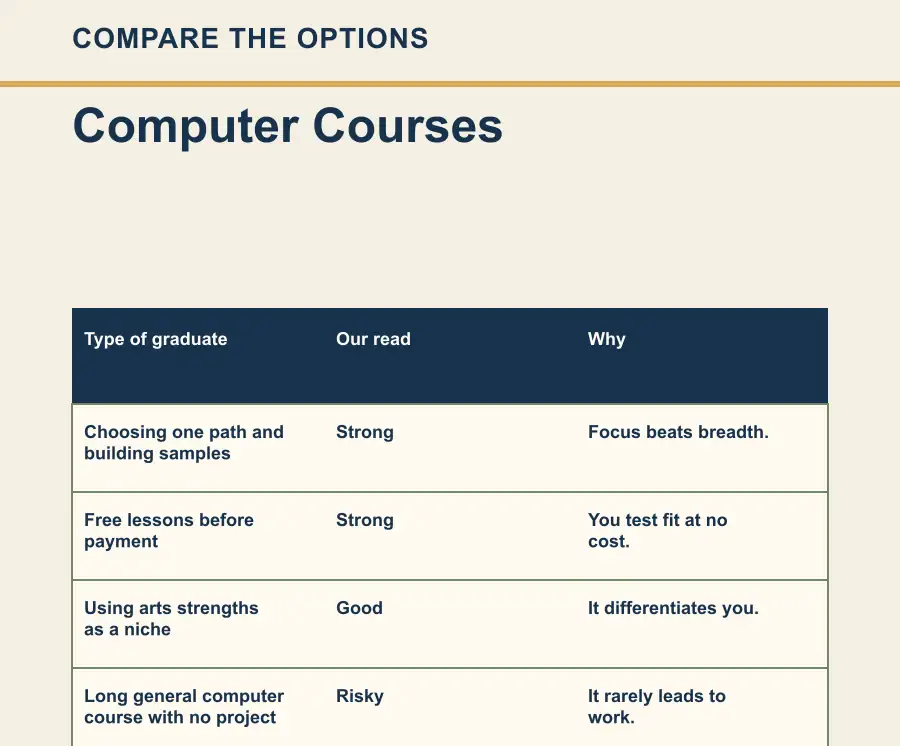 COMPARE THE OPTIONS
Computer Courses
Type of graduate
Our read
Why
Choosing one path and
building samples
Strong
Focus beats breadth.
Free lessons before
payment
Strong
You test fit at no
cost.
Using arts strengths
as a niche
Good
It differentiates you.
Long general computer
course with no project
Risky
It rarely leads to
work.